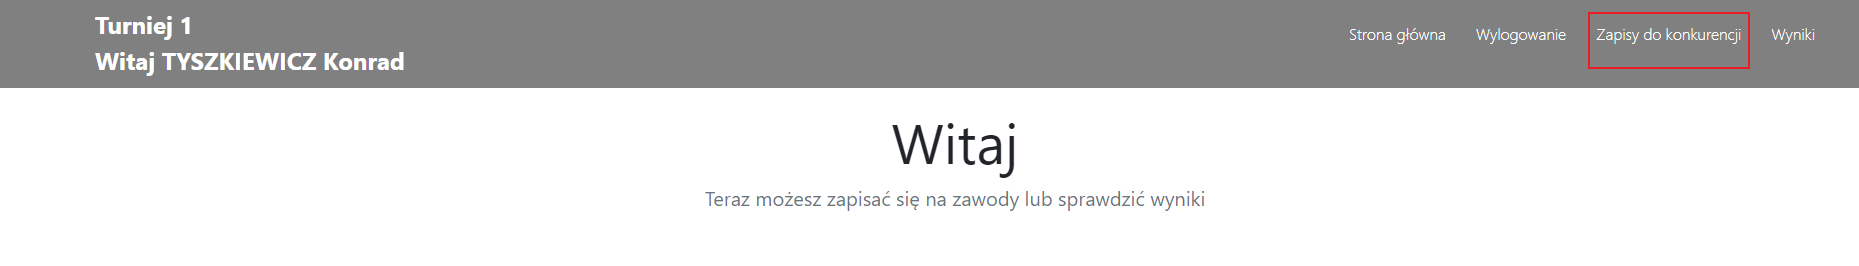 Turniej 1
Witaj TYSZKIEWICZ Konrad
Strona główna Wylogowanie Zapisy do konkurencji Wyniki
Witaj
Teraz możesz zapisać się na zawody lub sprawdzić wyniki